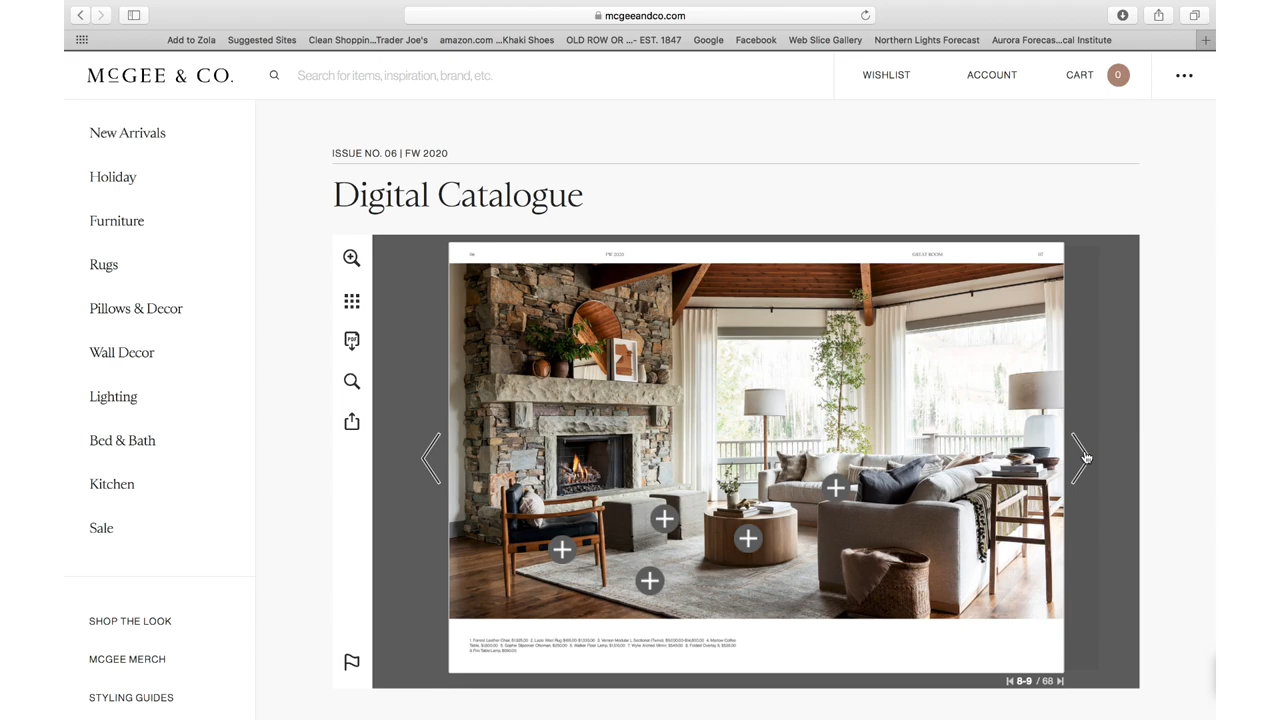 mcgeeandco.com
Add to Zola Suggested Sites Clean Shoppin...Trader Joe's amazon.com ...Khaki Shoes OLD ROW OR ...- EST. 1847 Google Facebook Web Slice Gallery Northern Lights Forecast Aurora Forecas...cal Institute
MCGEE & CO. Search for items, inspiration, brand, etc. WISHLIST ACCOUNT CART 0
New Arrivals
Holiday
Furniture
Rugs
Pillows & Decor
Wall Decor
Lighting
Bed & Bath
Kitchen
Sale
SHOP THE LOOK
MCGEE MERCH
STYLING GUIDES
ISSUE NO. 06 | FW 2020
Digital Catalogue
PDF
06 FW 2020 GREAT ROOM 07
8-9 / 68